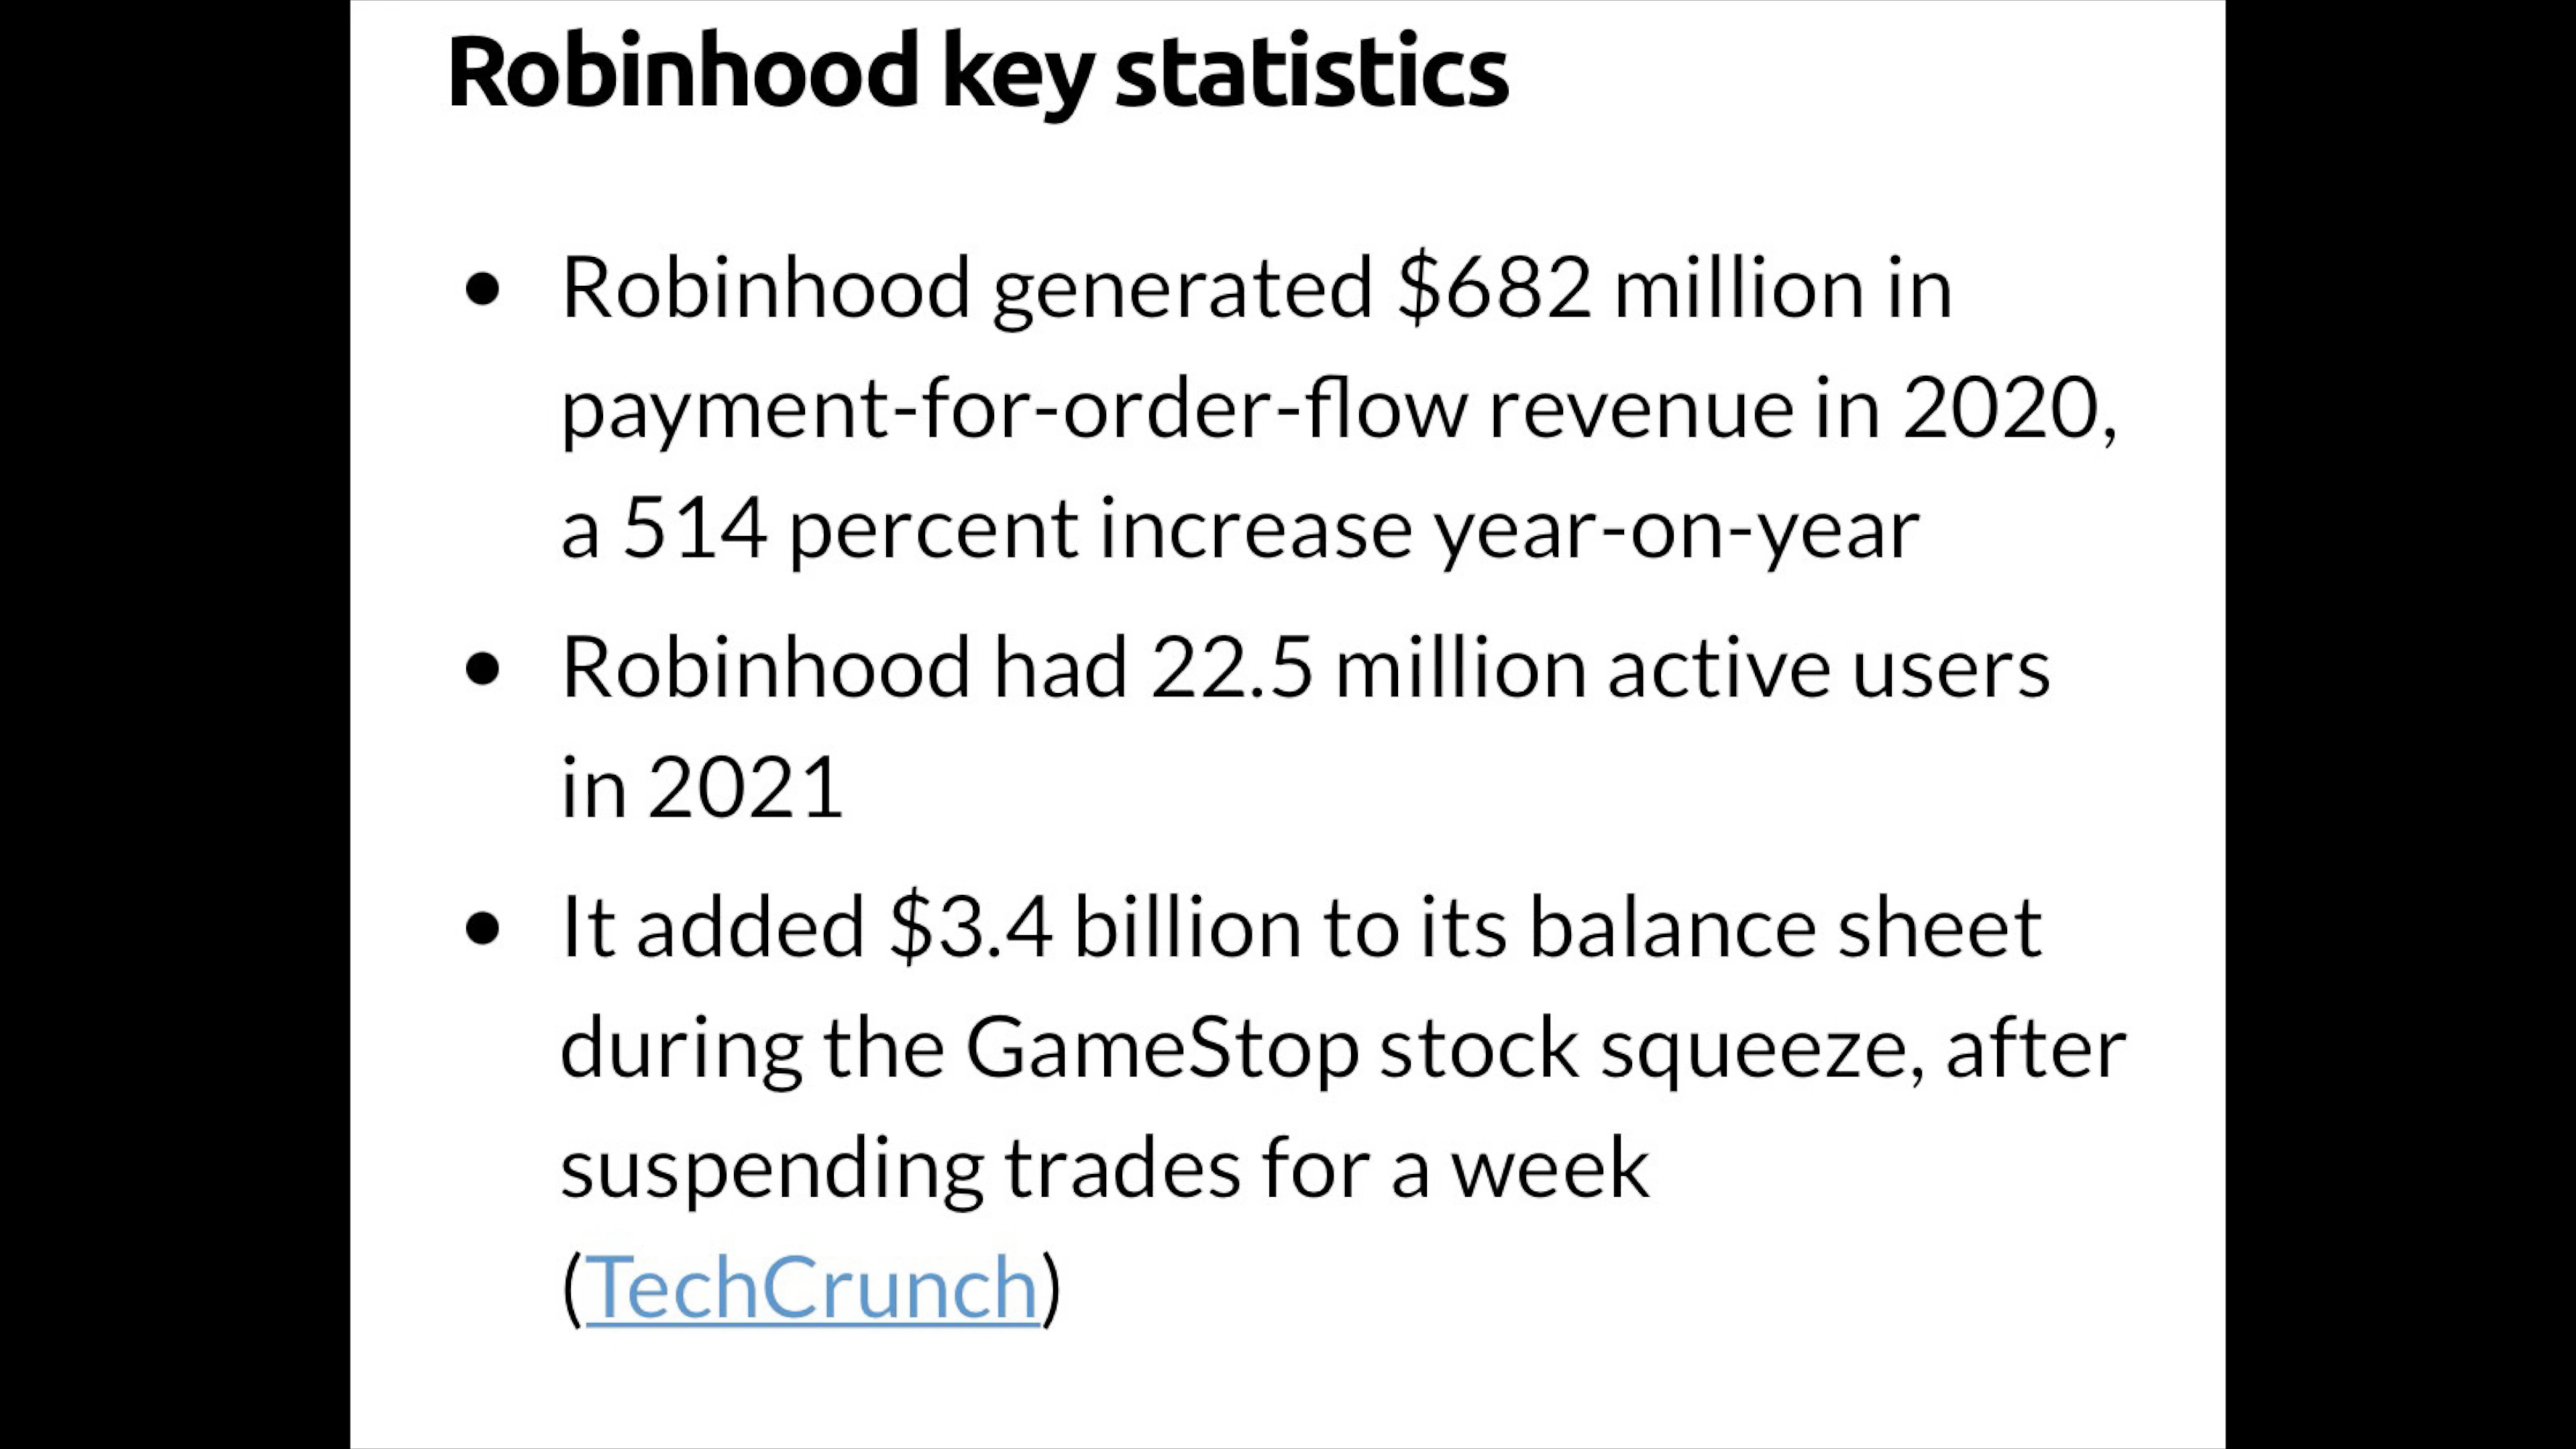 Robinhood key statistics
• Robinhood generated $682 million in
payment-for-order-flow revenue in 2020,
a 514 percent increase year-on-year
• Robinhood had 22.5 million active users
in 2021
• It added $3.4 billion to its balance sheet
during the GameStop stock squeeze, after
suspending trades for a week
(TechCrunch)